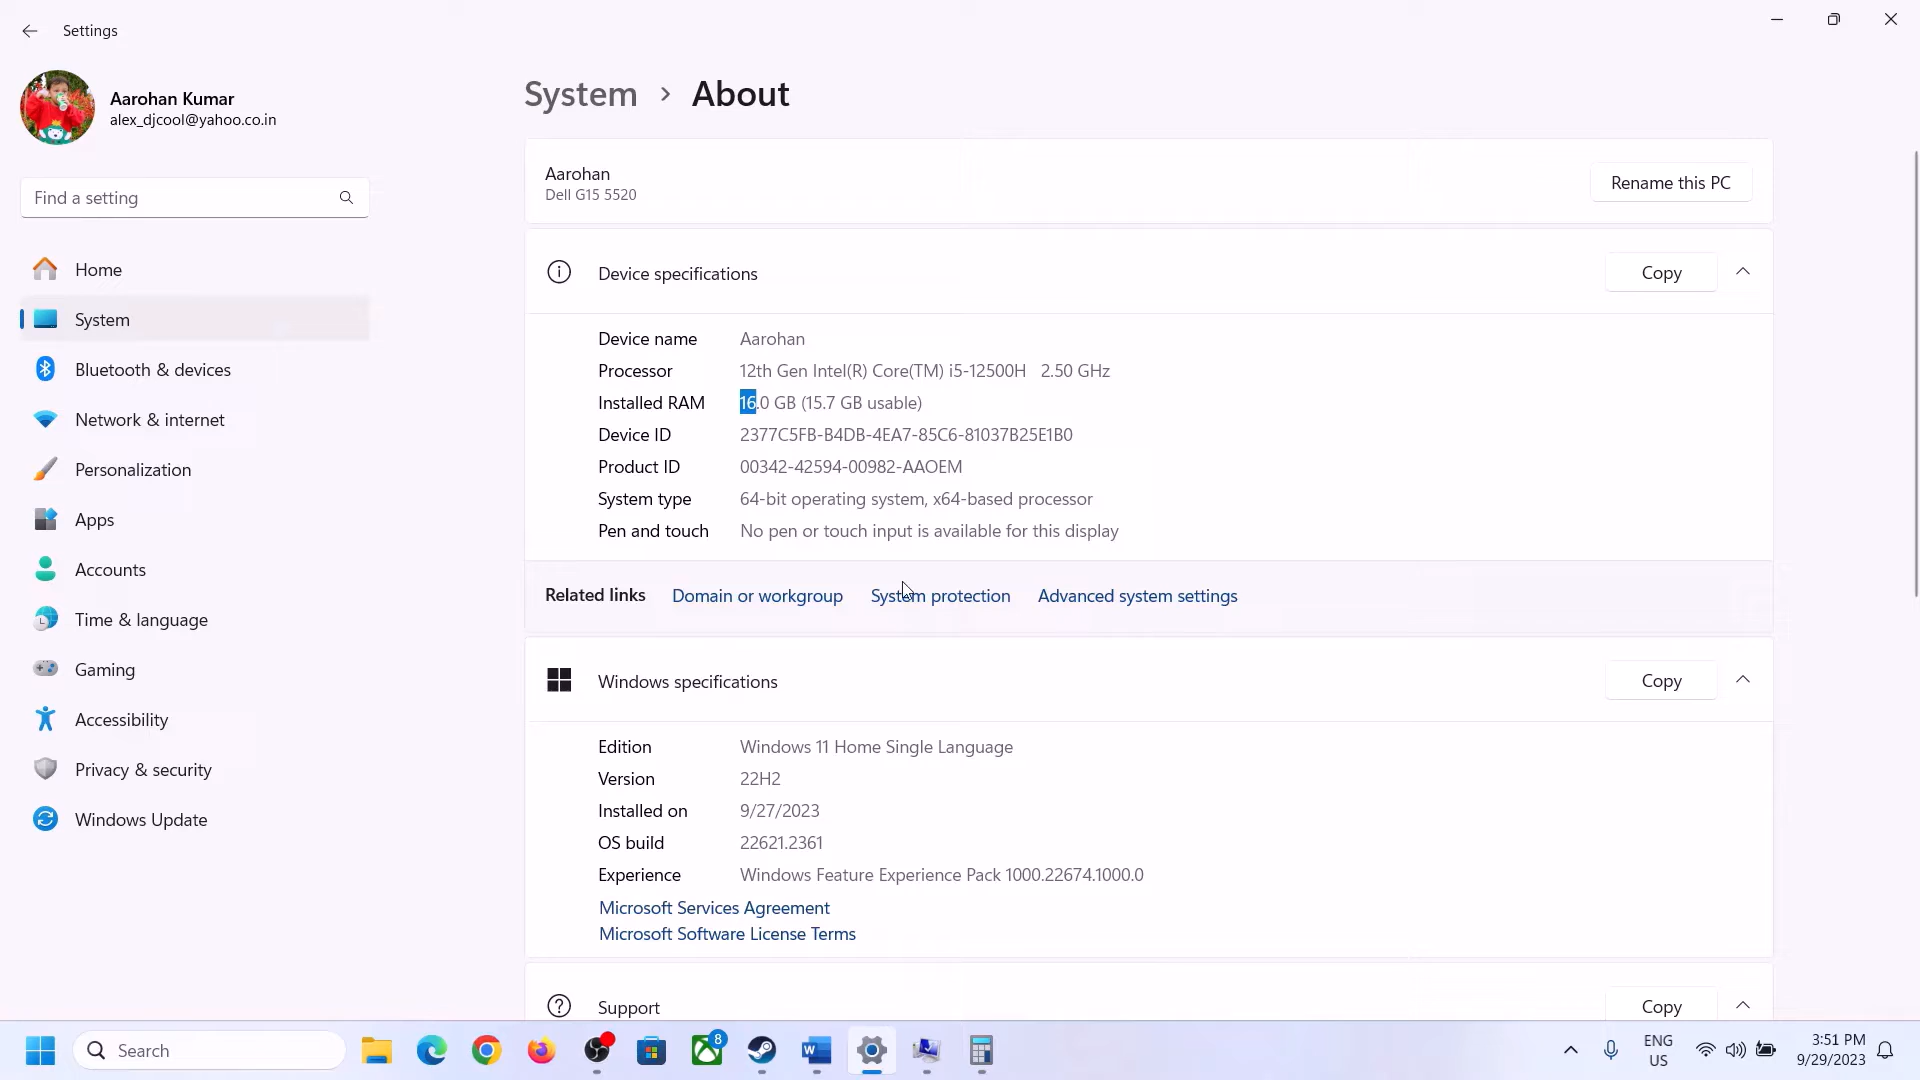 Settings
Aarohan Kumar
alex_djcool@yahoo.co.in
Find a setting
Home
System
Bluetooth & devices
Network & internet
Personalization
Apps
Accounts
Time & language
Gaming
Accessibility
Privacy & security
Windows Update
System > About
Aarohan
Dell G15 5520
Rename this PC
Device specifications
Copy
Device name Aarohan
Processor 12th Gen Intel(R) Core(TM) i5-12500H 2.50 GHz
Installed RAM 16.0 GB (15.7 GB usable)
Device ID 2377C5FB-B4DB-4EA7-85C6-81037B25E1B0
Product ID 00342-42594-00982-AAOEM
System type 64-bit operating system, x64-based processor
Pen and touch No pen or touch input is available for this display
Related links Domain or workgroup System protection Advanced system settings
Windows specifications
Copy
Edition Windows 11 Home Single Language
Version 22H2
Installed on 9/27/2023
OS build 22621.2361
Experience Windows Feature Experience Pack 1000.22674.1000.0
Microsoft Services Agreement
Microsoft Software License Terms
Support
Copy
Search
8
W
ENG
US
3:51 PM
9/29/2023